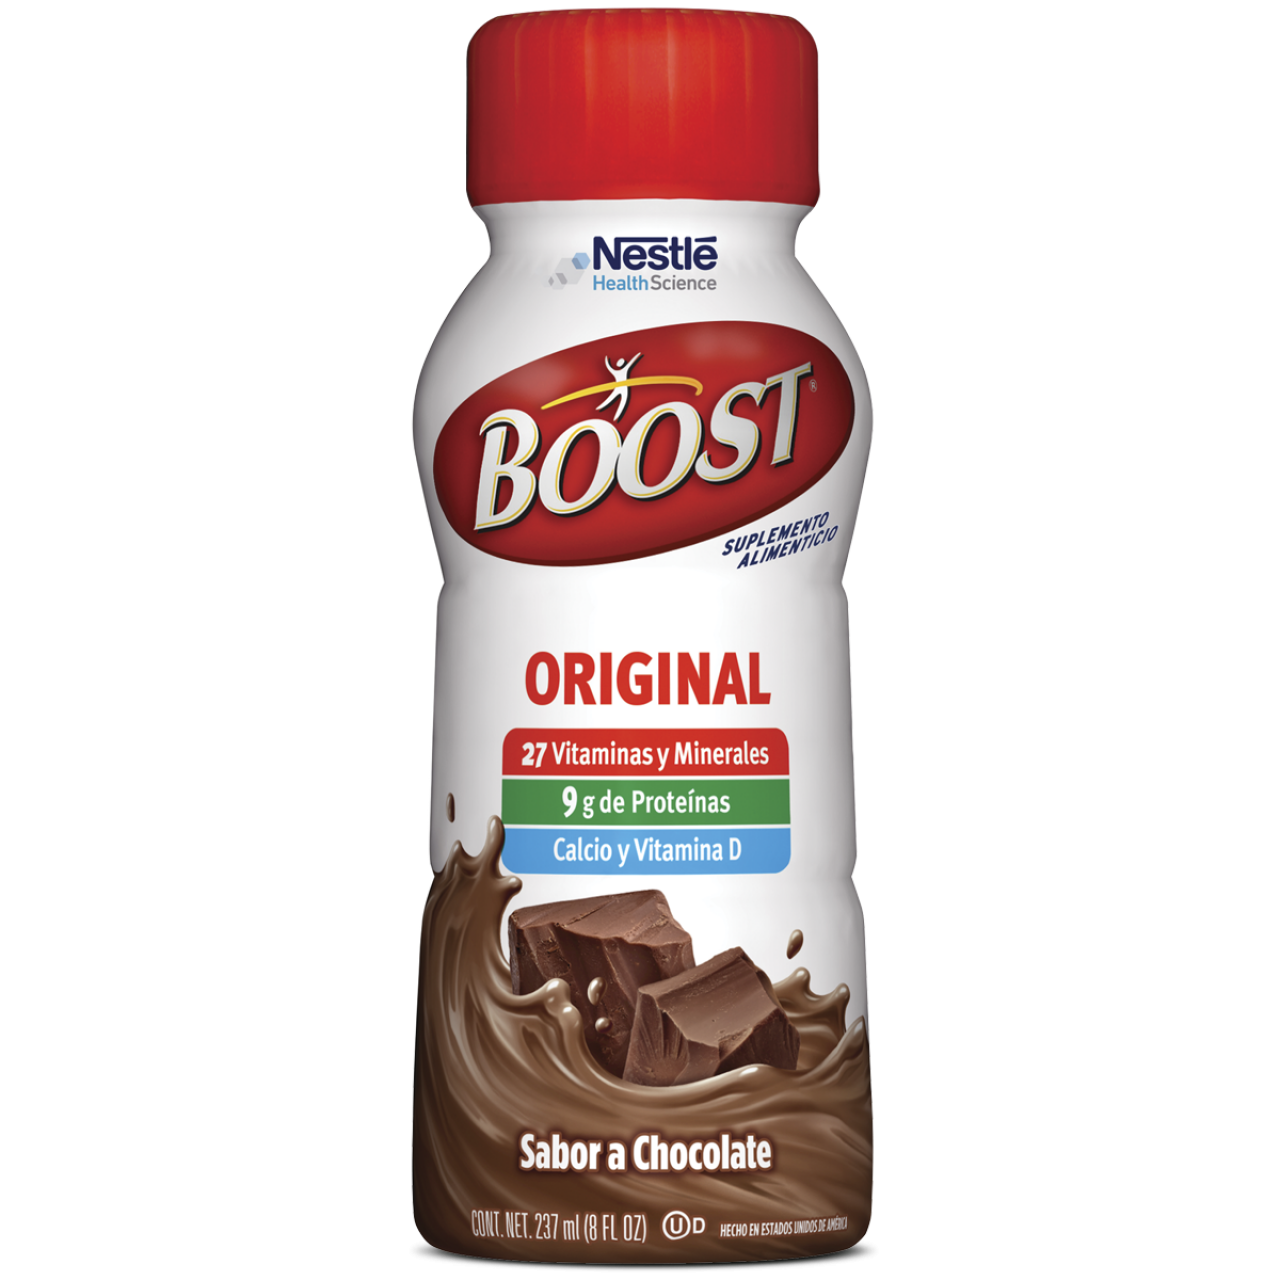 Nestlé
HealthScience
BOOST®
SUPLEMENTO
ALIMENTICIO
ORIGINAL
27 Vitaminas y Minerales
9 g de Proteínas
Calcio y Vitamina D
Sabor a Chocolate
CONT. NET. 237 ml (8 FL OZ) U D HECHO EN ESTADOS UNIDOS DE AMÉRICA